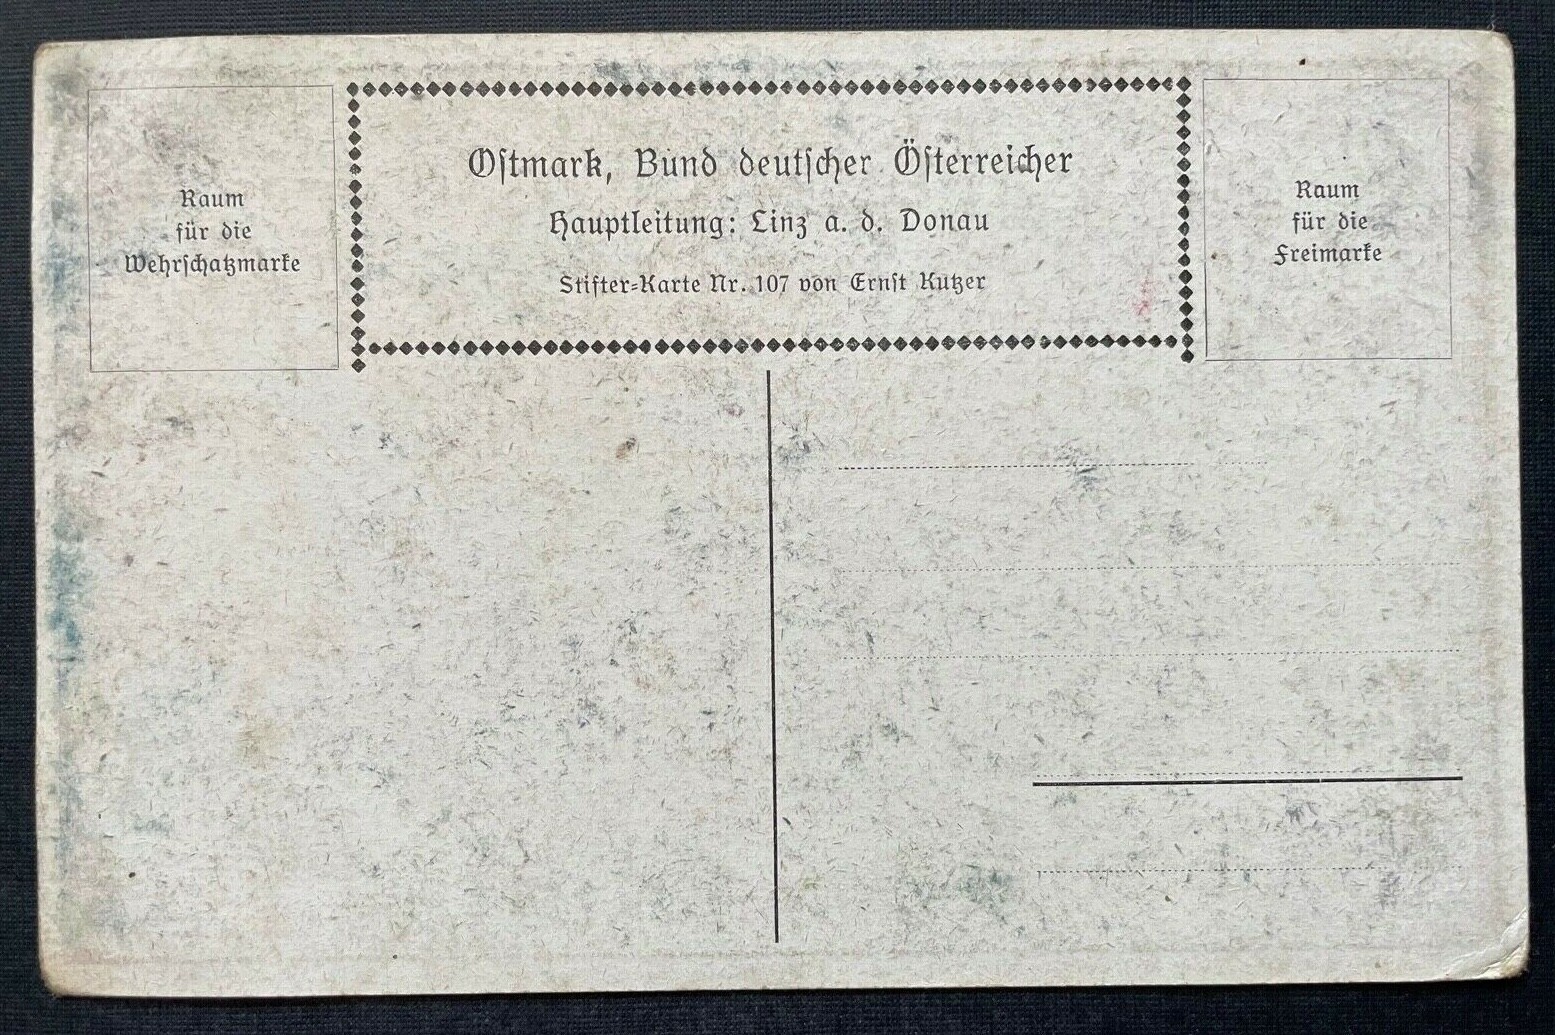 Raum
für die
Wehrschatzmarke
Ostmark, Bund deutscher Österreicher
Hauptleitung: Linz a. d. Donau
Stifter-Karte Nr. 107 von Ernst Kutzer
Raum
für die
Freimarke